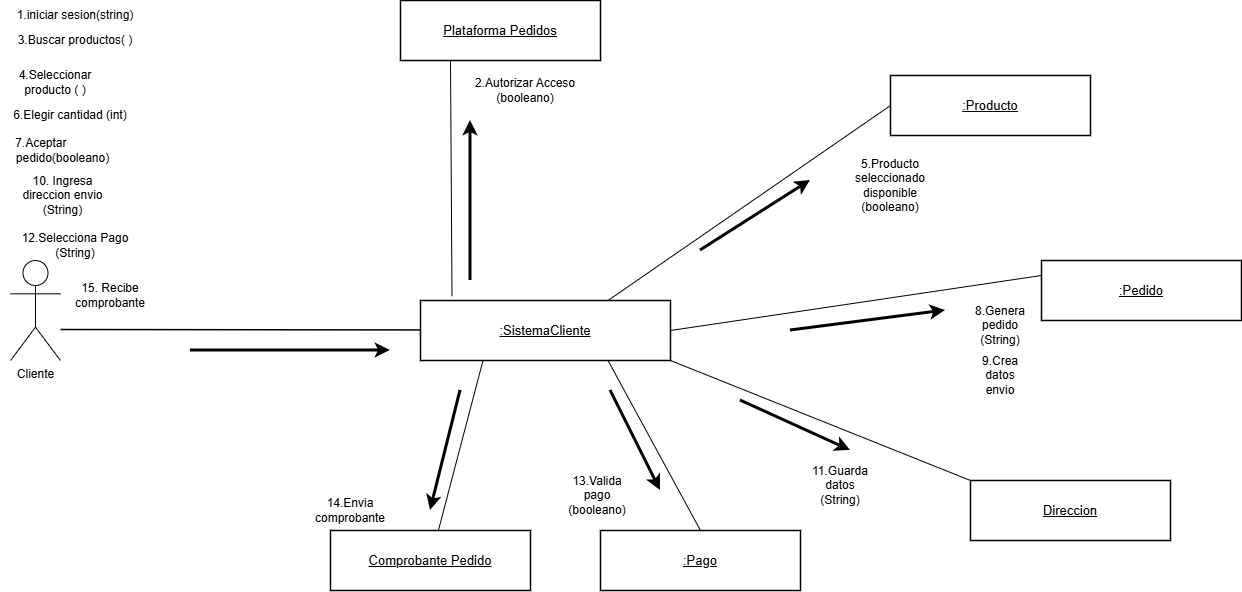 1.iniciar sesion(string)
3.Buscar productos( )
4.Seleccionar
producto ( )
6.Elegir cantidad (int)
7.Aceptar
pedido(booleano)
10. Ingresa
direccion envio
(String)
12.Selecciona Pago
(String)
15. Recibe
comprobante
Cliente
Plataforma Pedidos
2.Autorizar Acceso
(booleano)
:Producto
5.Producto
seleccionado
disponible
(booleano)
:SistemaCliente
:Pedido
8.Genera
pedido
(String)
9.Crea
datos
envio
11.Guarda
datos
(String)
Direccion
13.Valida
pago
(booleano)
:Pago
14.Envia
comprobante
Comprobante Pedido